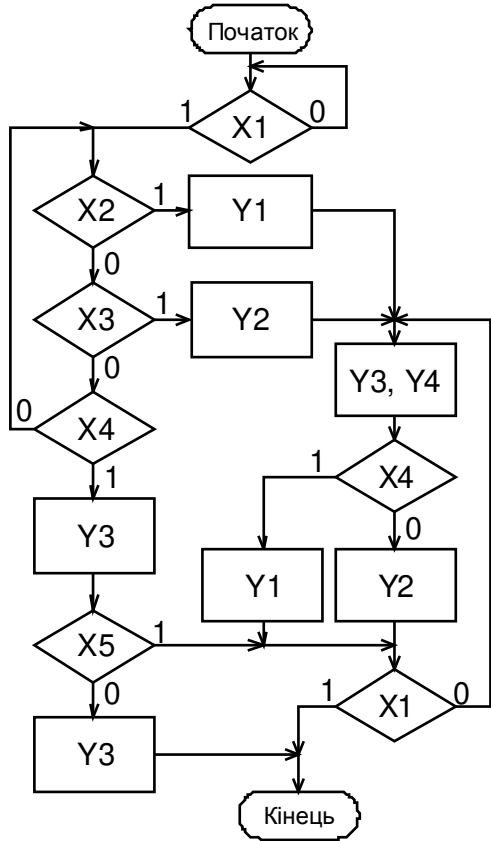 Початок
1 X1 0
X2 1 Y1
0
X3 1 Y2
0
Y3, Y4
0 X4
1 X4
1
0
Y3
Y1 Y2
X5 1
0
1 X1 0
Y3
Кінець